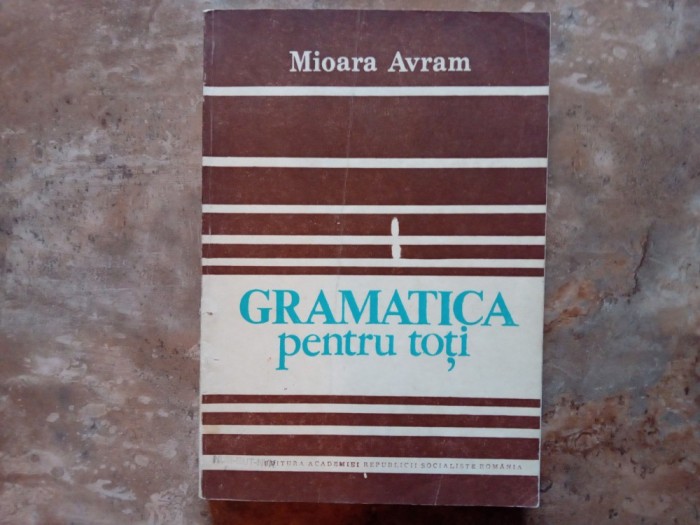 Mioara Avram
GRAMATICA
pentru toți
EDITURA ACADEMIEI REPUBLICII SOCIALISTE ROMÂNIA